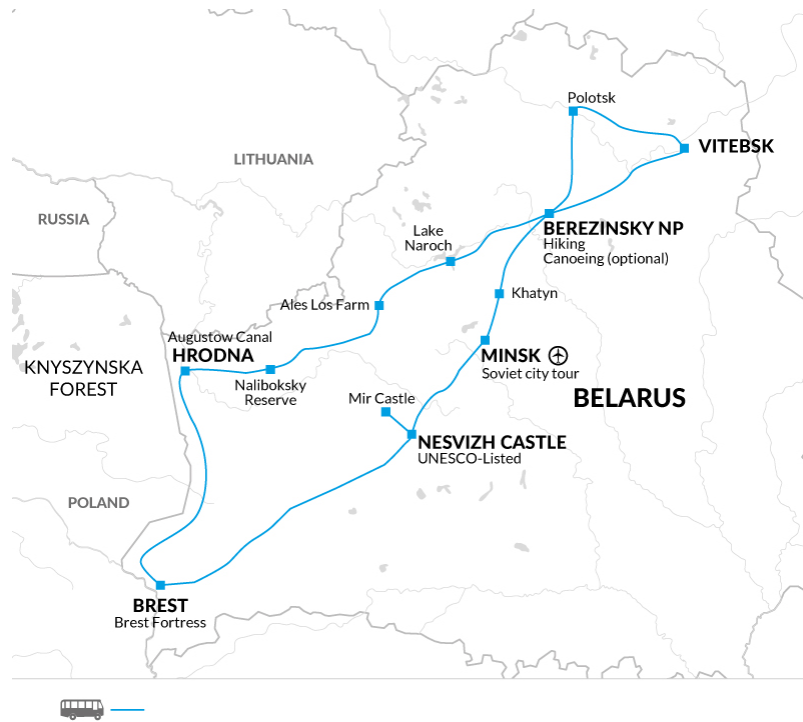 Polotsk
VITEBSK
LITHUANIA
RUSSIA
Lake
Naroch
BEREZINSKY NP
Hiking
Canoeing (optional)
Ales Los Farm
Khatyn
Augustow Canal
HRODNA
KNYSZYNSKA
FOREST
Naliboksky
Reserve
MINSK
Soviet city tour
Mir Castle
BELARUS
NESVIZH CASTLE
UNESCO-Listed
POLAND
BREST
Brest Fortress